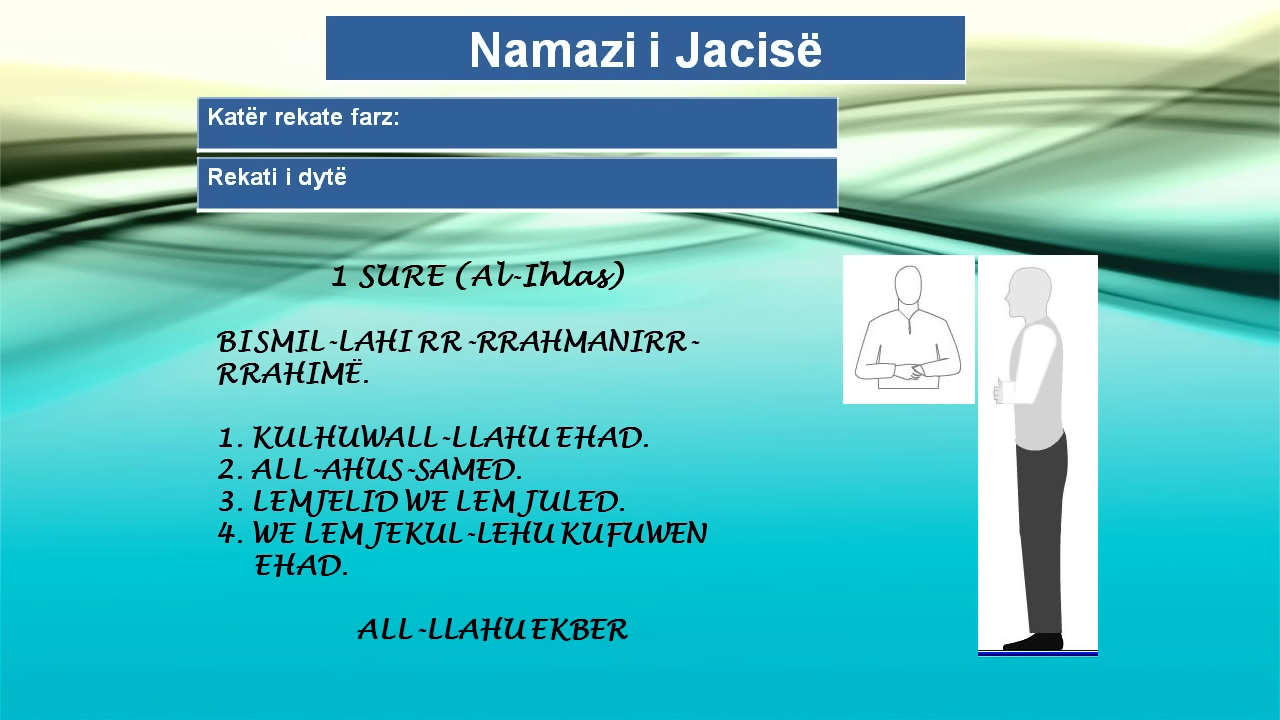 Namazi i Jacisë
Katër rekate farz:
Rekati i dytë
1 SURE (Al-Ihlas)
BISMIL-LAHI RR-RRAHMANIRR-
RRAHIMË.
1. KULHUWALL-LLAHU EHAD.
2. ALL-AHUS-SAMED.
3. LEMJELID WE LEM JULED.
4. WE LEM JEKUL-LEHU KUFUWEN
EHAD.
ALL-LLAHU EKBER